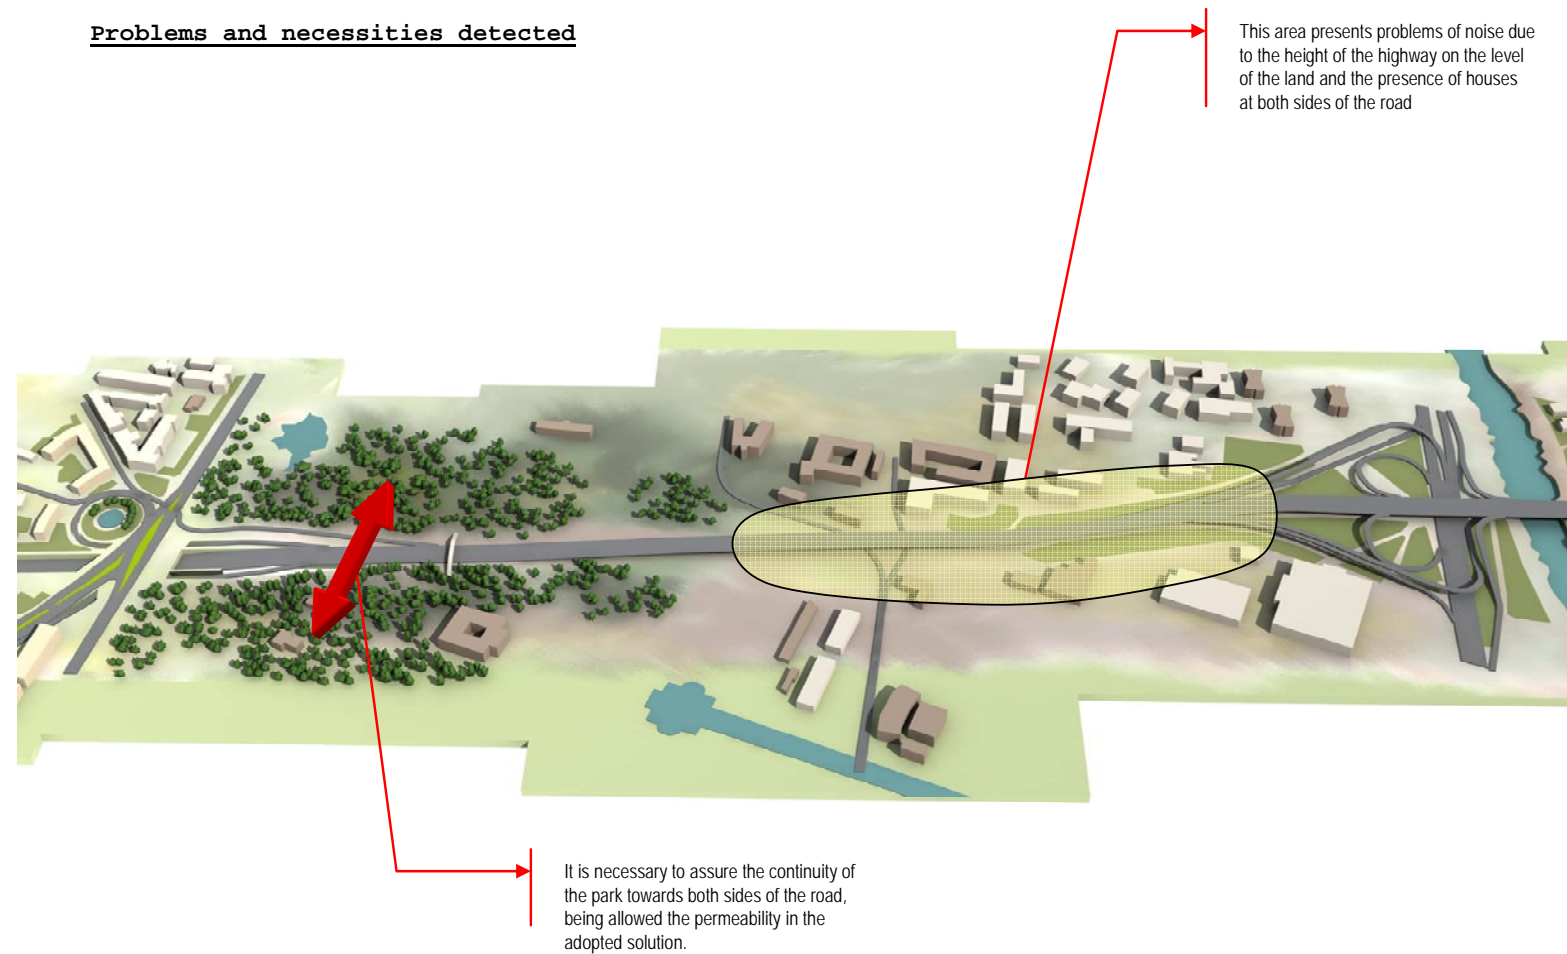 Problems and necessities detected
This area presents problems of noise due
to the height of the highway on the level
of the land and the presence of houses
at both sides of the road
It is necessary to assure the continuity of
the park towards both sides of the road,
being allowed the permeability in the
adopted solution.